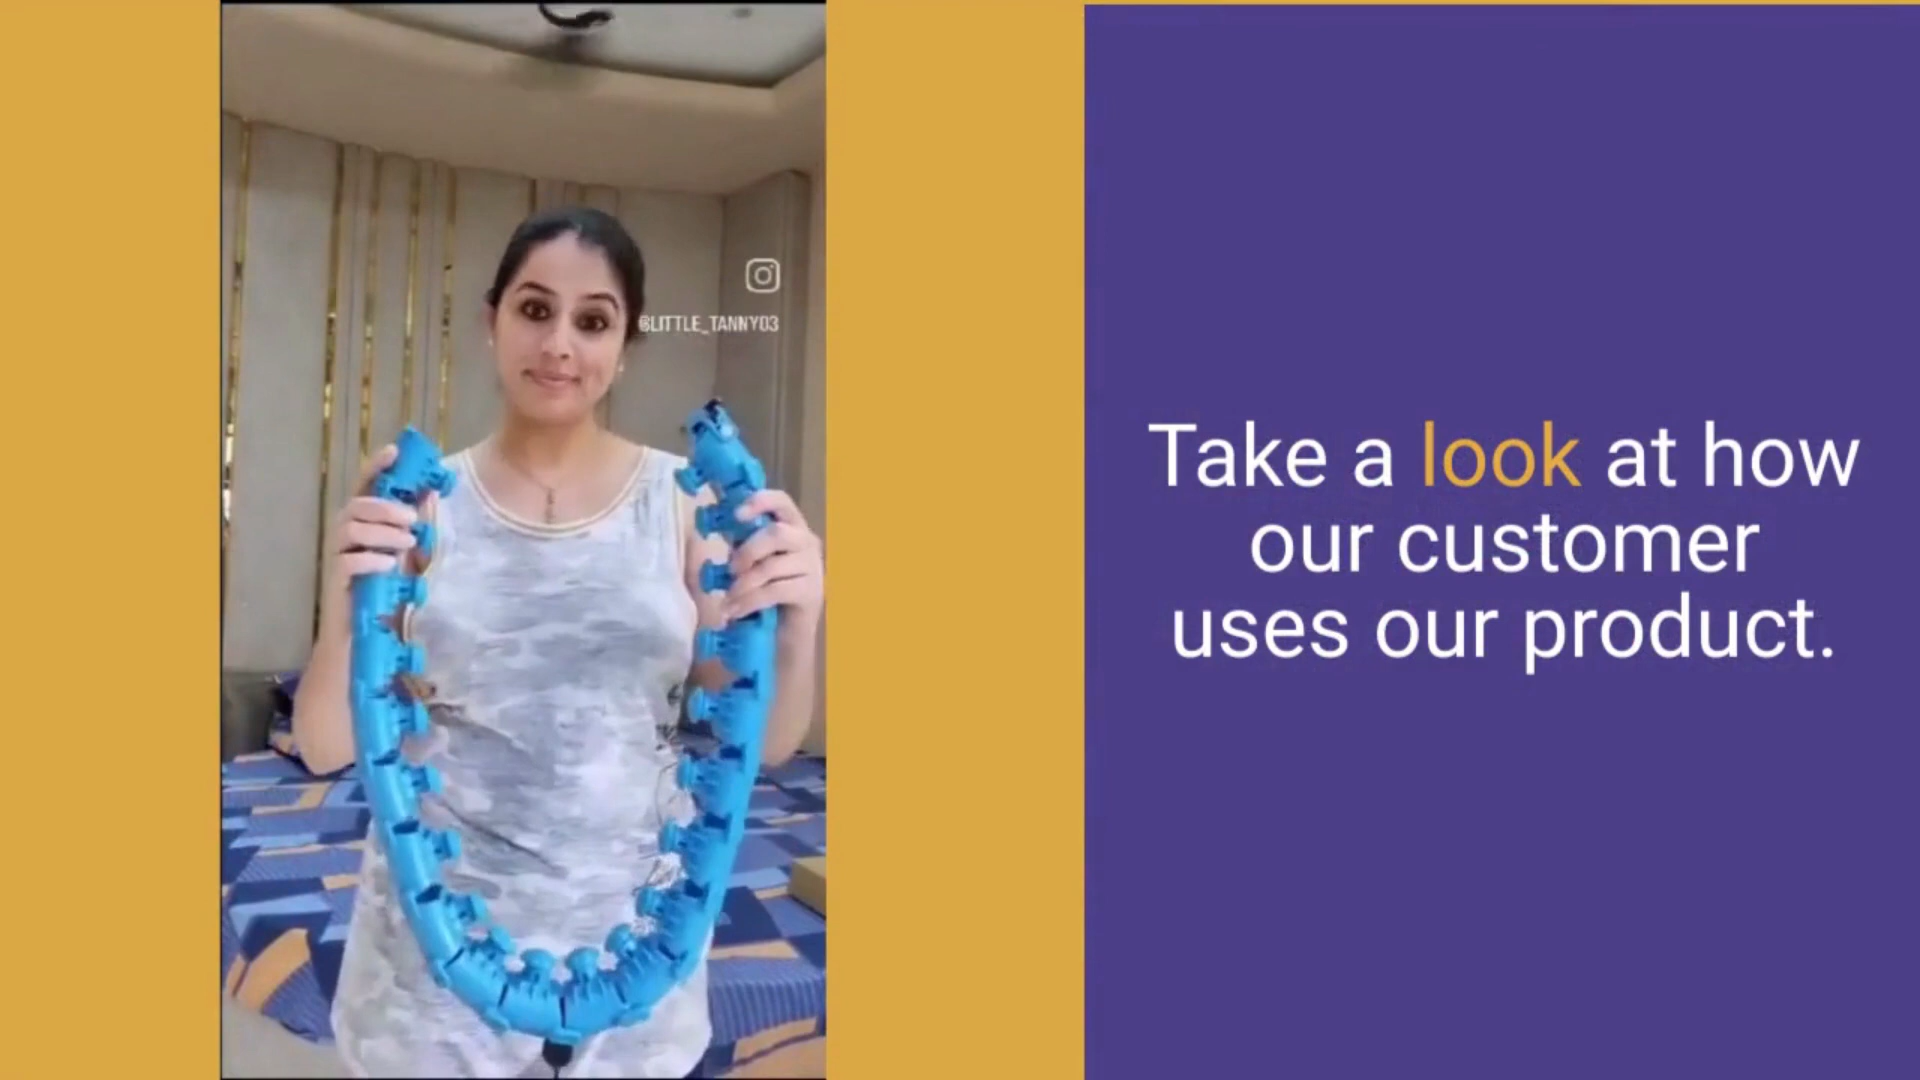 @LITTLE_TANNY03
Take a look at how
our customer
uses our product.